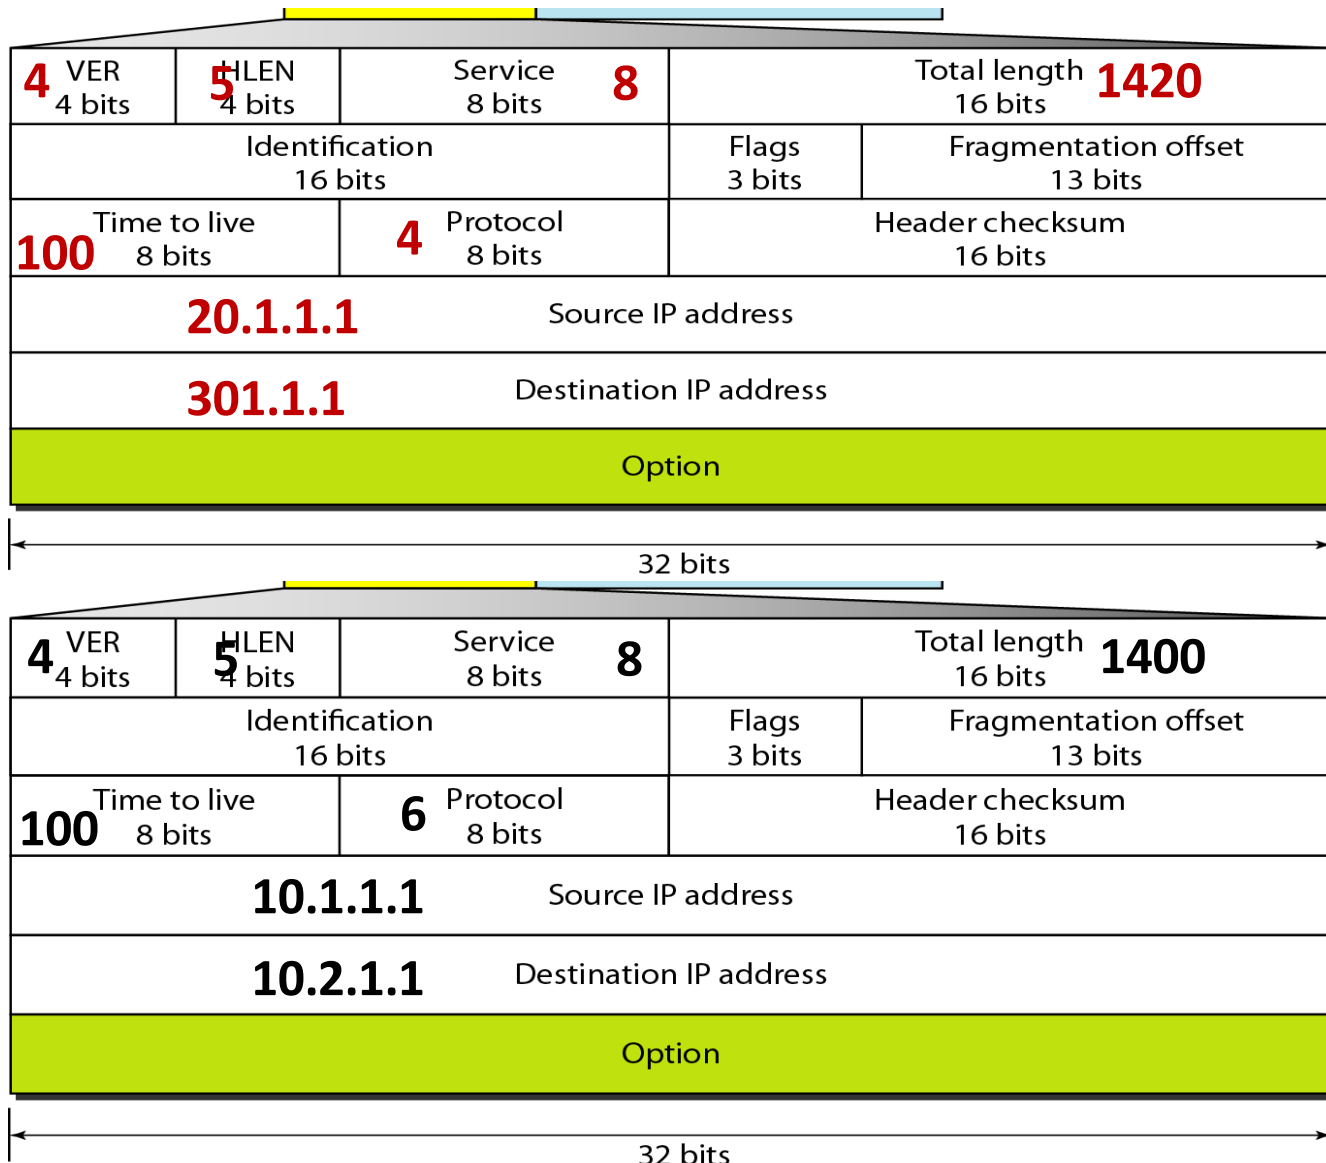 4 VER 4 bits
5 HLEN 4 bits
Service 8 bits 8
Total length 16 bits 1420
Identification 16 bits
Flags 3 bits
Fragmentation offset 13 bits
100 Time to live 8 bits
4 Protocol 8 bits
Header checksum 16 bits
20.1.1.1 Source IP address
301.1.1 Destination IP address
Option
32 bits
4 VER 4 bits
5 HLEN 4 bits
Service 8 bits 8
Total length 16 bits 1400
Identification 16 bits
Flags 3 bits
Fragmentation offset 13 bits
100 Time to live 8 bits
6 Protocol 8 bits
Header checksum 16 bits
10.1.1.1 Source IP address
10.2.1.1 Destination IP address
Option
32 bits